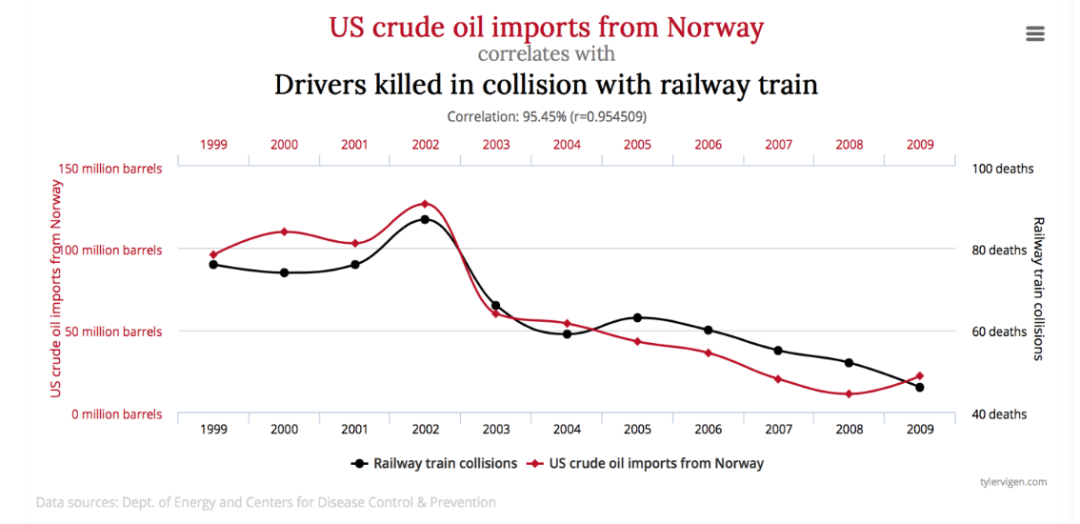 US crude oil imports from Norway
correlates with
Drivers killed in collision with railway train
Correlation: 95.45% (r=0.954509)
1999 2000 2001 2002 2003 2004 2005 2006 2007 2008 2009
150 million barrels
100 million barrels
50 million barrels
0 million barrels
US crude oil imports from Norway
100 deaths
80 deaths
60 deaths
40 deaths
Railway train collisions
1999 2000 2001 2002 2003 2004 2005 2006 2007 2008 2009
Railway train collisions US crude oil imports from Norway
tylervigen.com
Data sources: Dept. of Energy and Centers for Disease Control & Prevention